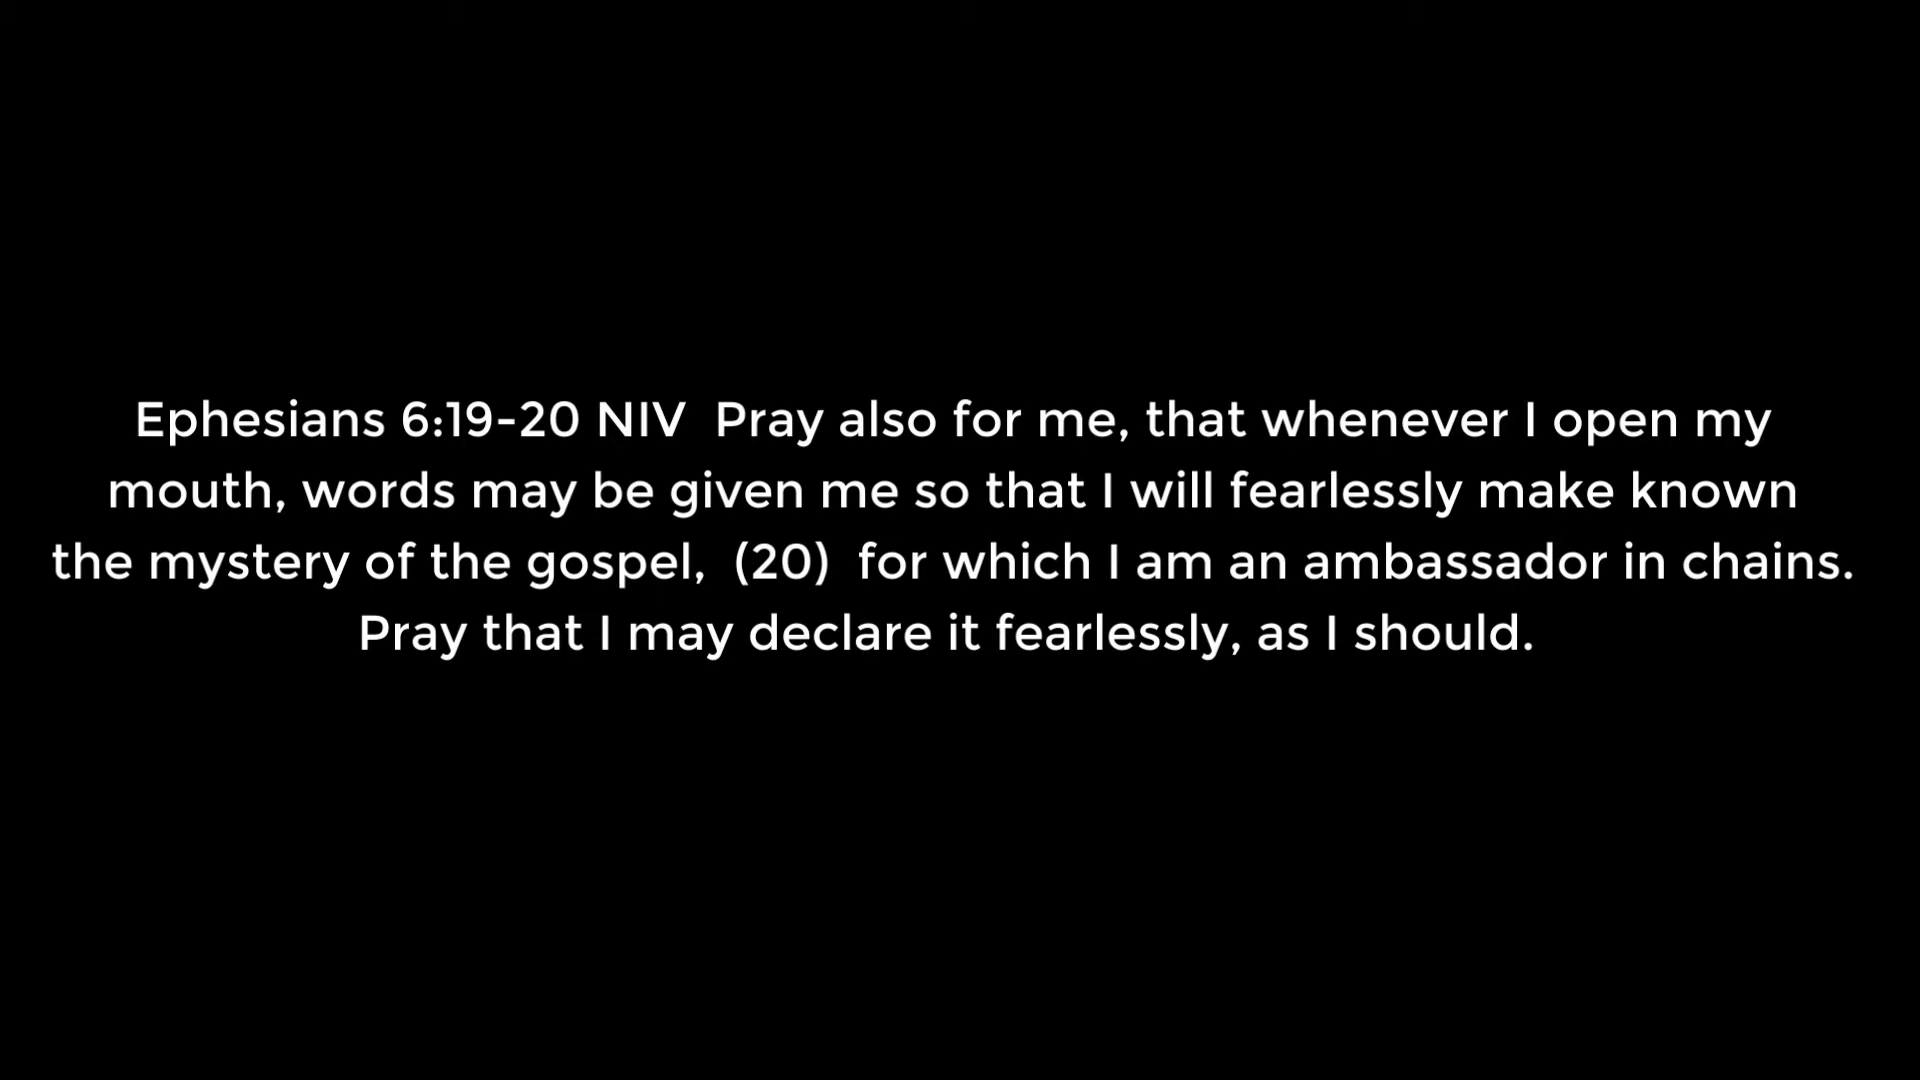 Ephesians 6:19-20 NIV  Pray also for me, that whenever I open my
mouth, words may be given me so that I will fearlessly make known
the mystery of the gospel,  (20)  for which I am an ambassador in chains.
Pray that I may declare it fearlessly, as I should.